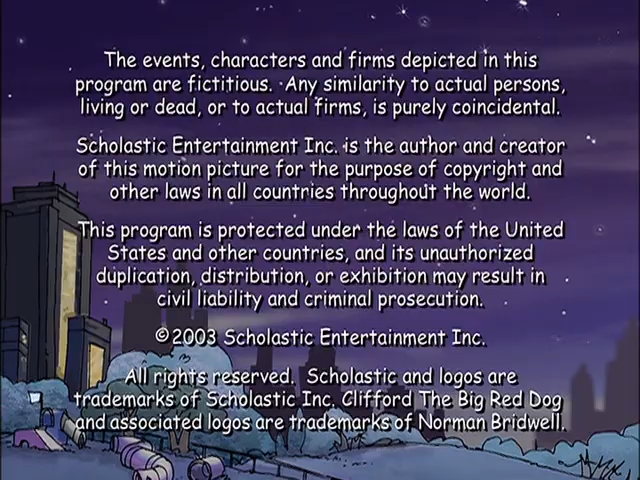 The events, characters and firms depicted in this
program are fictitious. Any similarity to actual persons,
living or dead, or to actual firms, is purely coincidental.
Scholastic Entertainment Inc. is the author and creator
of this motion picture for the purpose of copyright and
other laws in all countries throughout the world.
This program is protected under the laws of the United
States and other countries, and its unauthorized
duplication, distribution, or exhibition may result in
civil liability and criminal prosecution.
©2003 Scholastic Entertainment Inc.
All rights reserved. Scholastic and logos are
trademarks of Scholastic Inc. Clifford The Big Red Dog
and associated logos are trademarks of Norman Bridwell.